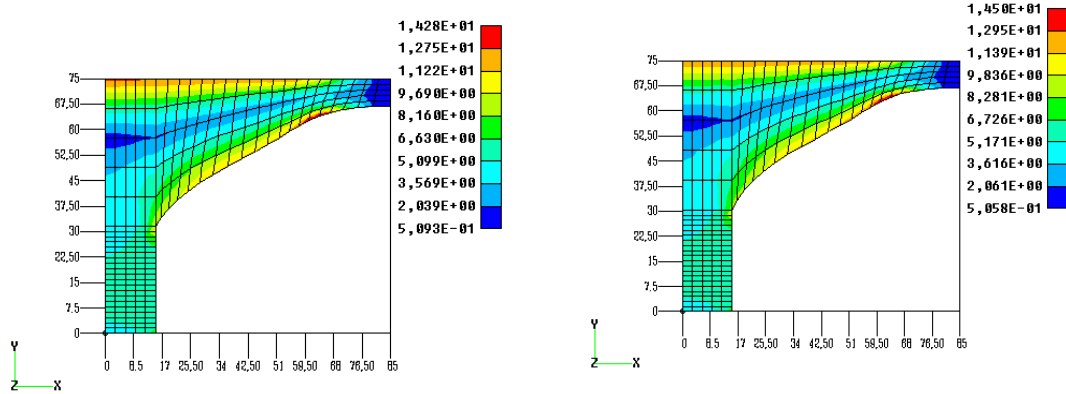 1,428E+01
1,275E+01
1,122E+01
9,690E+00
8,160E+00
6,630E+00
5,099E+00
3,569E+00
2,039E+00
5,093E-01
75
67,50
60
52,50
45
37,50
30
22,50
15
7.5
0
0 8.5 17 25,50 34 42,50 51 59,50 68 76,50 85
Y
Z X
1,450E+01
1,295E+01
1,139E+01
9,836E+00
8,281E+00
6,726E+00
5,171E+00
3,616E+00
2,061E+00
5,058E-01
75
67,50
60
52,50
45
37,50
30
22,50
15
7.5
0
0 8.5 17 25,50 34 42,50 51 59,50 68 76,50 85
Y
Z X